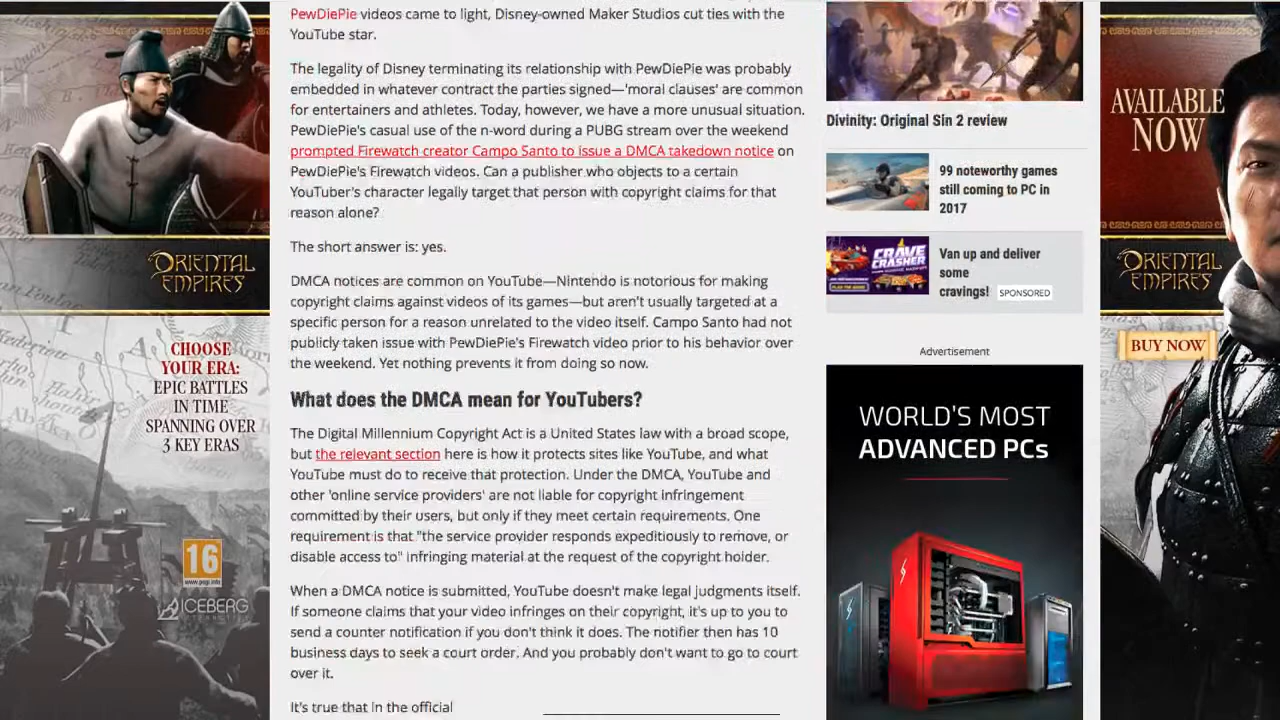 PewDiePie videos came to light, Disney-owned Maker Studios cut ties with the
YouTube star.
The legality of Disney terminating its relationship with PewDiePie was probably
embedded in whatever contract the parties signed—'moral clauses' are common
for entertainers and athletes. Today, however, we have a more unusual situation.
PewDiePie's casual use of the n-word during a PUBG stream over the weekend
prompted Firewatch creator Campo Santo to issue a DMCA takedown notice on
PewDiePie's Firewatch videos. Can a publisher who objects to a certain
YouTuber's character legally target that person with copyright claims for that
reason alone?
The short answer is: yes.
DMCA notices are common on YouTube—Nintendo is notorious for making
copyright claims against videos of its games—but aren't usually targeted at a
specific person for a reason unrelated to the video itself. Campo Santo had not
publicly taken issue with PewDiePie's Firewatch video prior to his behavior over
the weekend. Yet nothing prevents it from doing so now.
What does the DMCA mean for YouTubers?
The Digital Millennium Copyright Act is a United States law with a broad scope,
but the relevant section here is how it protects sites like YouTube, and what
YouTube must do to receive that protection. Under the DMCA, YouTube and
other 'online service providers' are not liable for copyright infringement
committed by their users, but only if they meet certain requirements. One
requirement is that "the service provider responds expeditiously to remove, or
disable access to" infringing material at the request of the copyright holder.
When a DMCA notice is submitted, YouTube doesn't make legal judgments itself.
If someone claims that your video infringes on their copyright, it's up to you to
send a counter notification if you don't think it does. The notifier then has 10
business days to seek a court order. And you probably don't want to go to court
over it.
It's true that in the official
ORIENTAL
EMPIRES
CHOOSE
YOUR ERA:
EPIC BATTLES
IN TIME
SPANNING OVER
3 KEY ERAS
16
www.pegi.info
ICEBERG
Divinity: Original Sin 2 review
99 noteworthy games
still coming to PC in
2017
CRAVE
CRASHER
Van up and deliver
some
cravings! SPONSORED
Advertisement
WORLD'S MOST
ADVANCED PCs
AVAILABLE
NOW
ORIENTAL
EMPIRES
BUY NOW